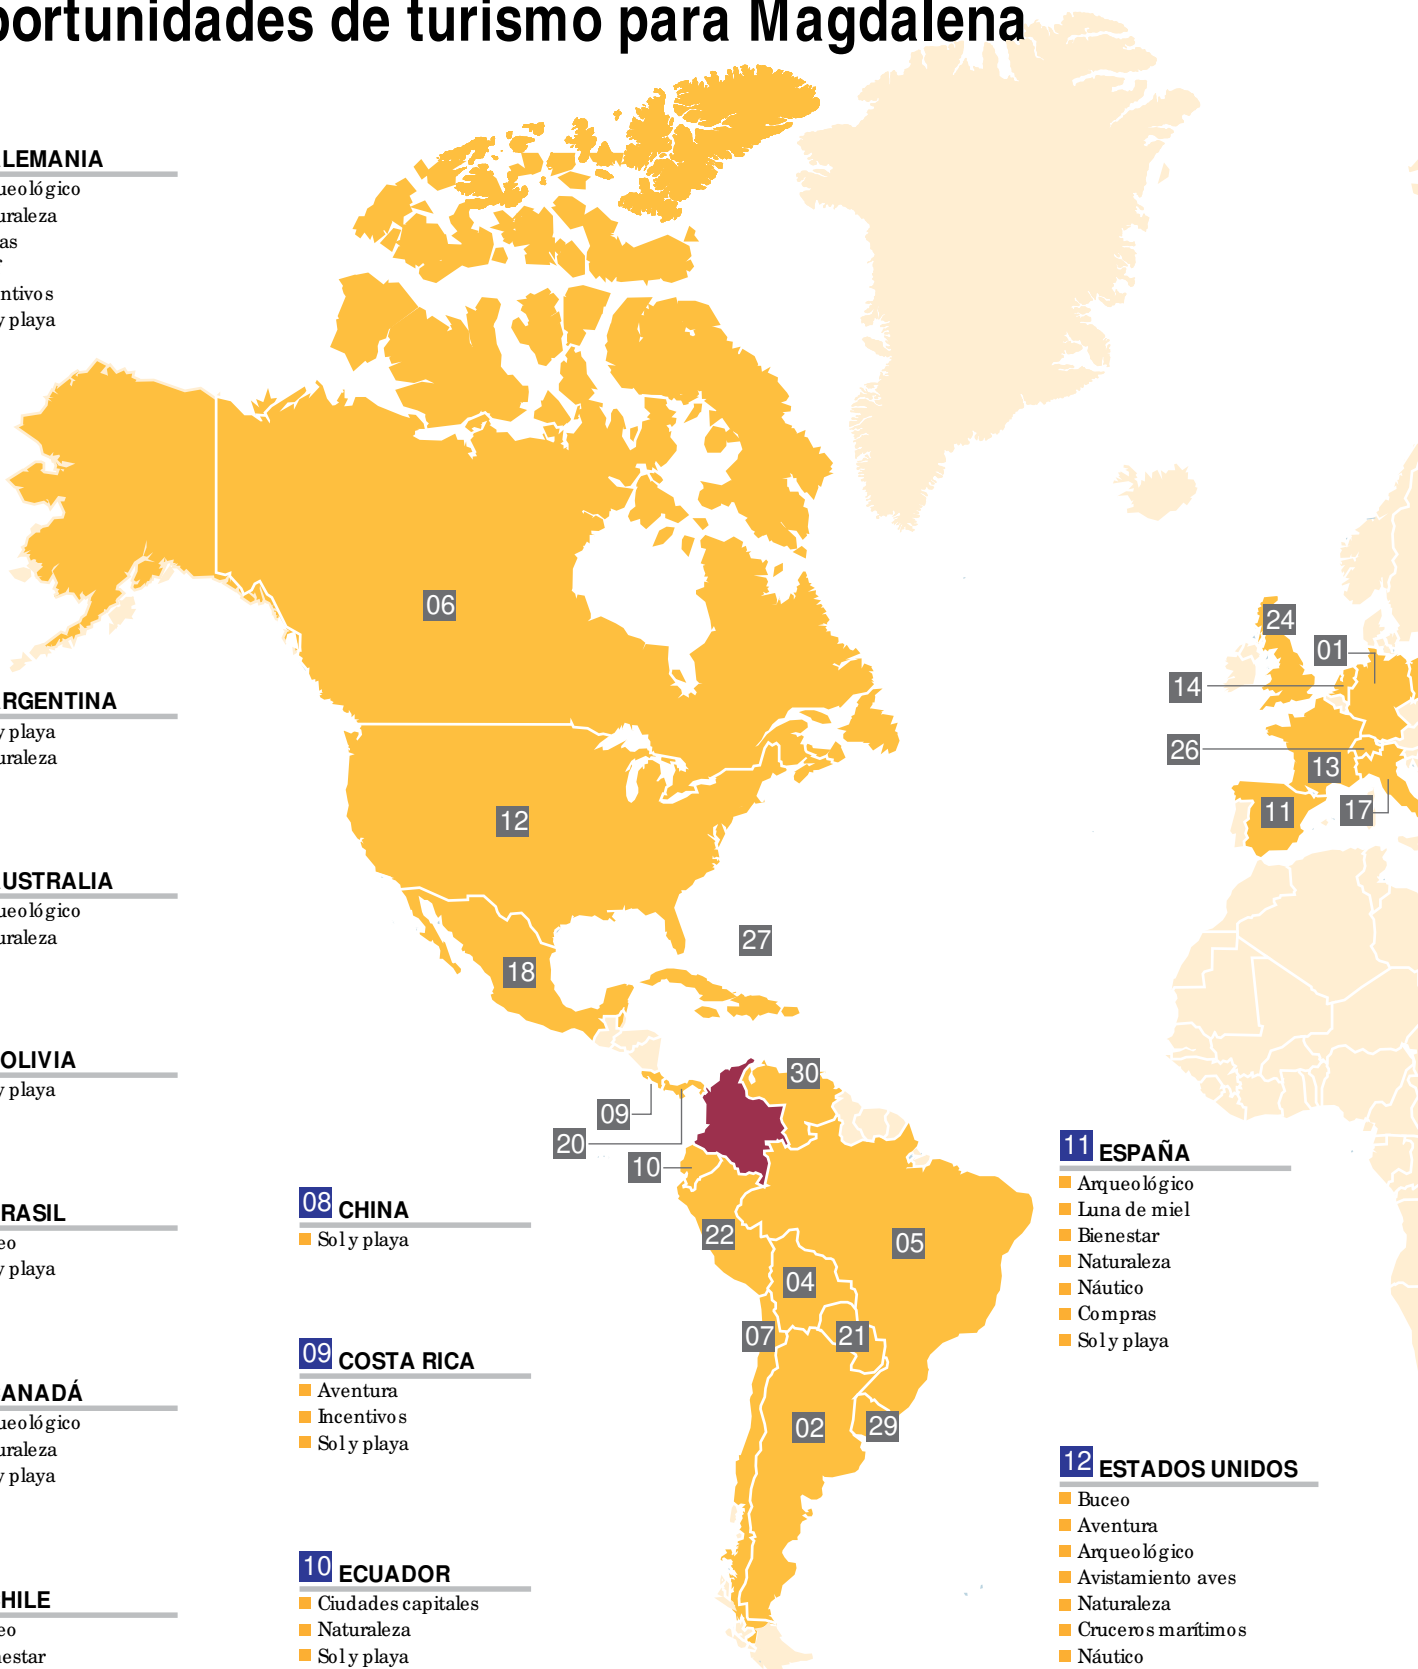 portunidades de turismo para Magdalena
LEMANIA
ueológico
uraleza
as
ntivos
y playa
RGENTINA
y playa
uraleza
USTRALIA
ueológico
uraleza
OLIVIA
y playa
RASIL
eo
y playa
ANADÁ
ueológico
uraleza
y playa
HILE
eo
estar
08 CHINA
Sol y playa
09 COSTA RICA
Aventura
Incentivos
Sol y playa
10 ECUADOR
Ciudades capitales
Naturaleza
Sol y playa
06
12
18
27
09
20
10
30
22
05
04
07
21
02
29
24
01
14
26
13
11
17
11 ESPAÑA
Arqueológico
Luna de miel
Bienestar
Naturaleza
Náutico
Compras
Sol y playa
12 ESTADOS UNIDOS
Buceo
Aventura
Arqueológico
Avistamiento aves
Naturaleza
Cruceros marítimos
Náutico